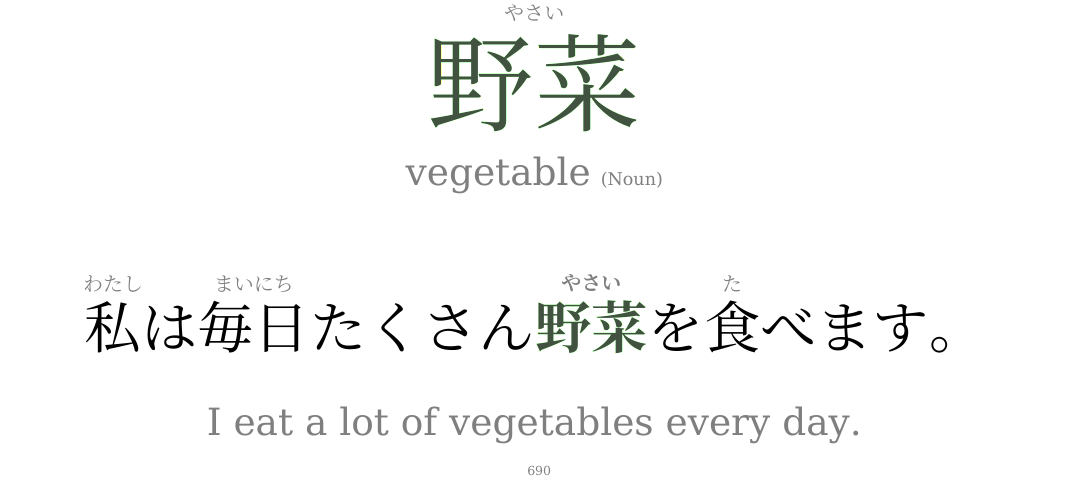 やさい
野菜
vegetable (Noun)
わたし まいにち やさい た
私は毎日たくさん野菜を食べます。
I eat a lot of vegetables every day.
690